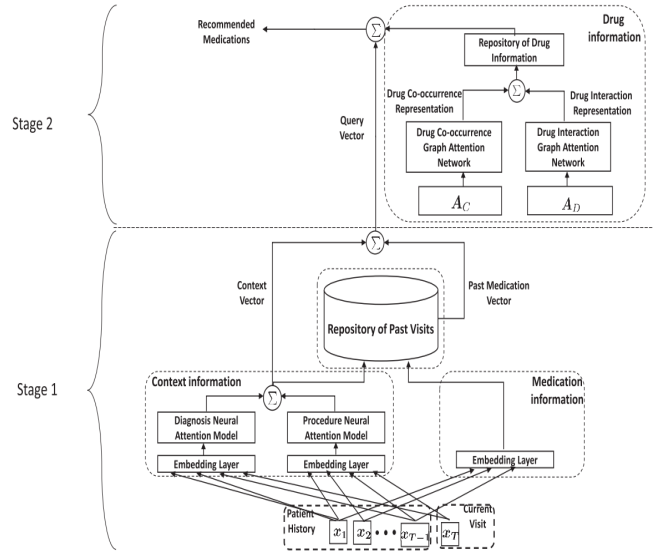 Recommended
Medications
Drug
information
Repository of Drug
Information
Drug Co-occurrence
Representation
Drug Interaction
Representation
Stage 2
Query
Vector
Drug Co-occurrence
Graph Attention
Network
Drug Interaction
Graph Attention
Network
A_C
A_D
∑
∑
∑
Context
Vector
Past Medication
Vector
Repository of Past Visits
Stage 1
Context information
Medication
information
∑
Diagnosis Neural
Attention Model
Procedure Neural
Attention Model
Embedding Layer
Embedding Layer
Embedding Layer
Patient
History
Current
Visit
x_1 x_2 ••• x_{T-1} x_T